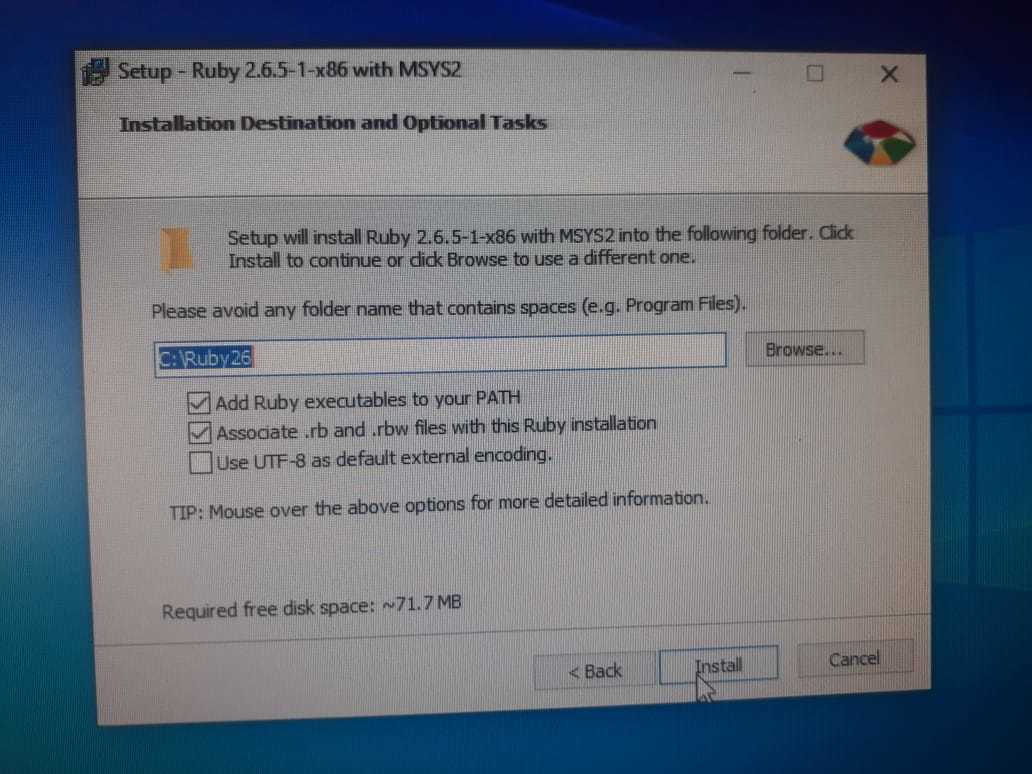 Setup - Ruby 2.6.5-1-x86 with MSYS2
Installation Destination and Optional Tasks
Setup will install Ruby 2.6.5-1-x86 with MSYS2 into the following folder. Click
Install to continue or click Browse to use a different one.
Please avoid any folder name that contains spaces (e.g. Program Files).
C:\Ruby26
Browse...
Add Ruby executables to your PATH
Associate .rb and .rbw files with this Ruby installation
Use UTF-8 as default external encoding.
TIP: Mouse over the above options for more detailed information.
Required free disk space: ~71.7 MB
< Back
Install
Cancel